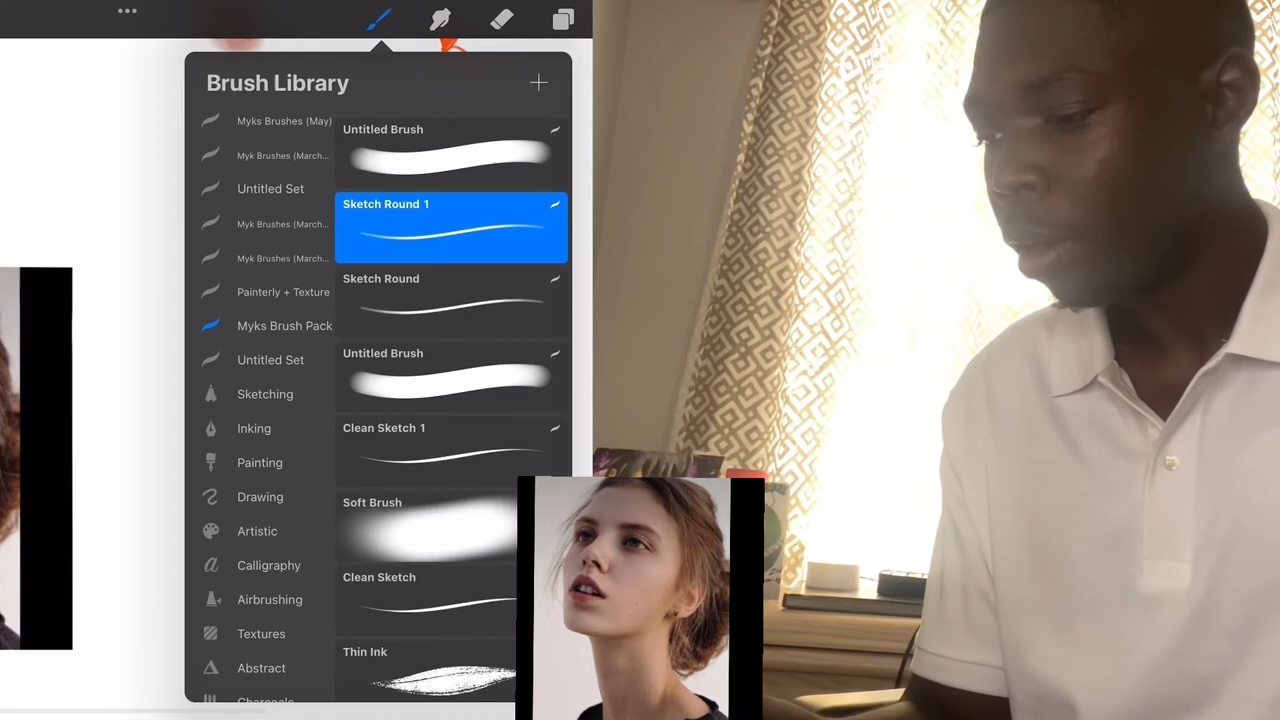 Brush Library
Myks Brushes (May)
Myk Brushes (March...
Untitled Set
Myk Brushes (March...
Myk Brushes (March...
Painterly + Texture
Myks Brush Pack
Untitled Set
Sketching
Inking
Painting
Drawing
Artistic
Calligraphy
Airbrushing
Textures
Abstract
Charcoals
Untitled Brush
Sketch Round 1
Sketch Round
Untitled Brush
Clean Sketch 1
Soft Brush
Clean Sketch
Thin Ink